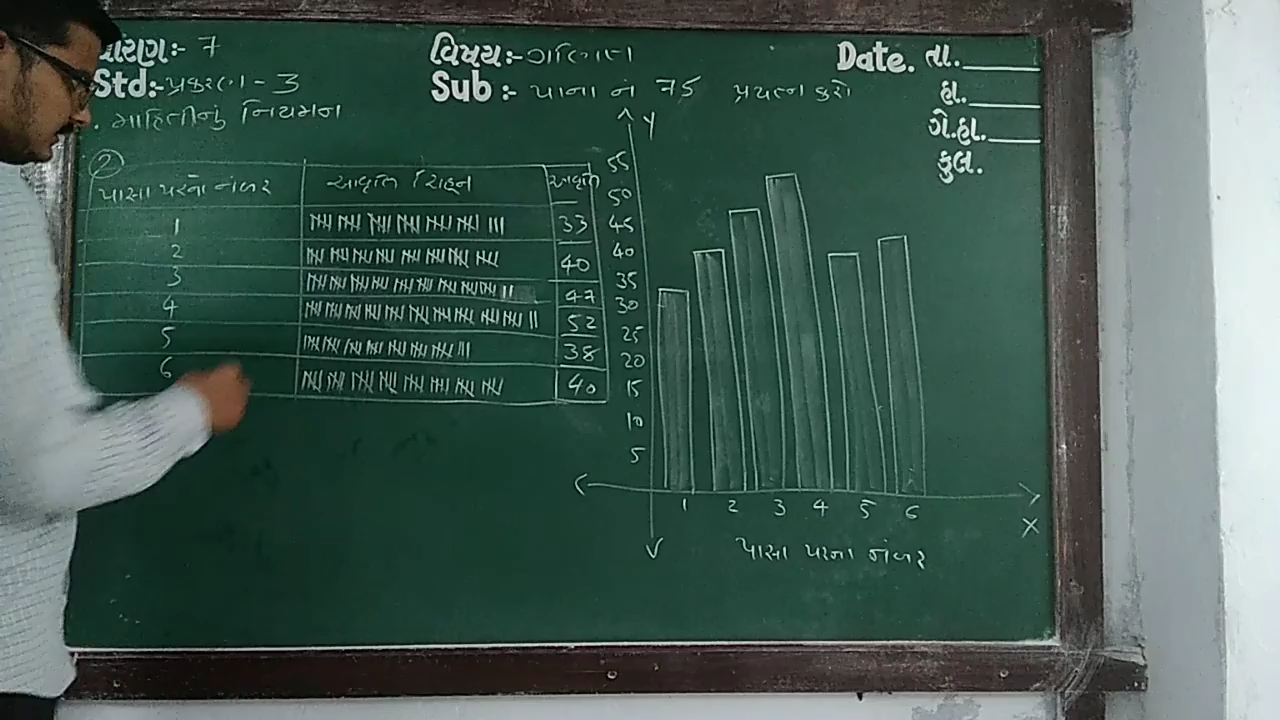 ધોરણ:- 7
Std:- પ્રકરણ - 3
. માહિતીનું નિયમન
વિષય:- ગણિત
Sub:- પાના નં 75 પ્રયત્ન કરો
Date. તા.
હા.
ગે.હા.
કુલ.
2
પાસા પરના નંબર આવૃત્તિ ચિહ્ન આવૃત્તિ
1 33
2 40
3 47
4 52
5 38
6 40
Y
55
50
45
40
35
30
25
20
15
10
5
1 2 3 4 5 6
X
પાસા પરના નંબર